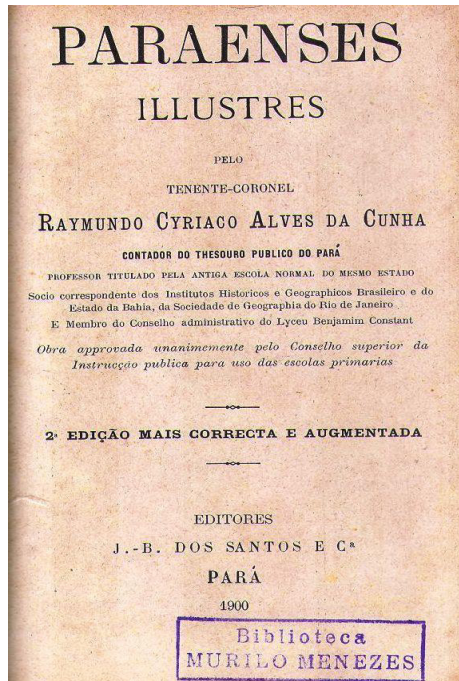 PARAENSES
ILLUSTRES
PELO
TENENTE-CORONEL
RAYMUNDO CYRIACO ALVES DA CUNHA
CONTADOR DO THESOURO PUBLICO DO PARÁ
PROFESSOR TITULADO PELA ANTIGA ESCOLA NORMAL DO MESMO ESTADO
Socio correspondente dos Institutos Historicos e Geographicos Brasileiro e do
Estado da Bahia, da Sociedade de Geographia do Rio de Janeiro
E Membro do Conselho administrativo do Lyceu Benjamim Constant
Obra approvada unanimemente pelo Conselho superior da
Instrucção publica para uso das escolas primarias
2ª EDIÇÃO MAIS CORRECTA E AUGMENTADA
EDITORES
J.-B. DOS SANTOS E Cª
PARÁ
1900
Biblioteca
MURILO MENEZES